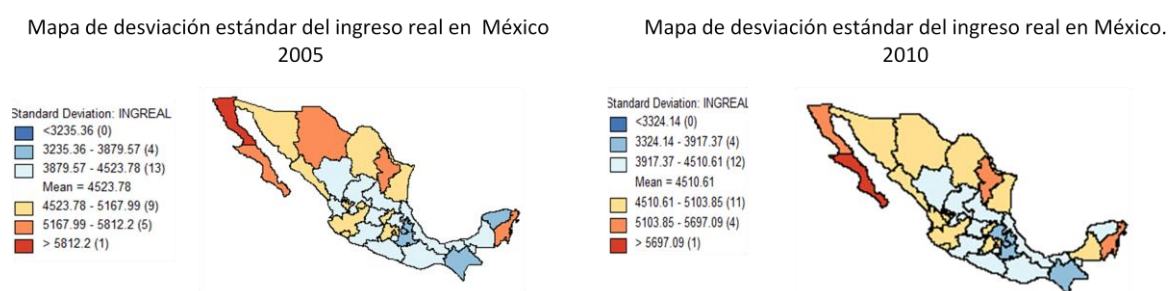 Mapa de desviación estándar del ingreso real en México
2005
Standard Deviation: INGREAL
<3235.36 (0)
3235.36 - 3879.57 (4)
3879.57 - 4523.78 (13)
Mean = 4523.78
4523.78 - 5167.99 (9)
5167.99 - 5812.2 (5)
> 5812.2 (1)
Mapa de desviación estándar del ingreso real en México.
2010
Standard Deviation: INGREAL
<3324.14 (0)
3324.14 - 3917.37 (4)
3917.37 - 4510.61 (12)
Mean = 4510.61
4510.61 - 5103.85 (11)
5103.85 - 5697.09 (4)
> 5697.09 (1)